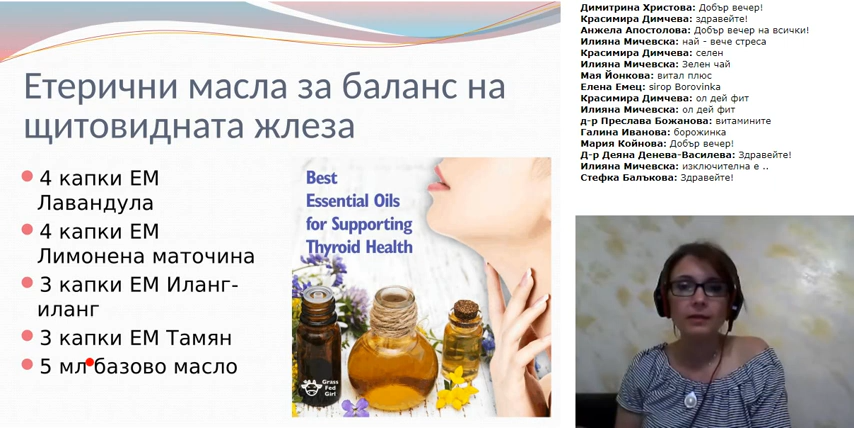 Етерични масла за баланс на
щитовидната жлеза
4 капки ЕМ
Лавандула
4 капки ЕМ
Лимонена маточина
3 капки ЕМ Иланг-
иланг
3 капки ЕМ Тамян
5 мл базово масло
Best
Essential Oils
for Supporting
Thyroid Health
Grass
Fed
Girl
Димитрина Христова: Добър вечер!
Красимира Димчева: здравейте!
Анжела Апостолова: Добър вечер на всички!
Илияна Мичевска: най - вече стреса
Красимира Димчева: селен
Илияна Мичевска: Зелен чай
Мая Йонкова: витал плюс
Елена Емец: sirop Borovinka
Красимира Димчева: ол дей фит
Илияна Мичевска: ол дей фит
д-р Преслава Божанова: витамините
Галина Иванова: борожинка
Мария Койнова: Добър вечер!
Д-р Деяна Денева-Василева: Здравейте!
Илияна Мичевска: изключителна е ..
Стефка Балъкова: Здравейте!